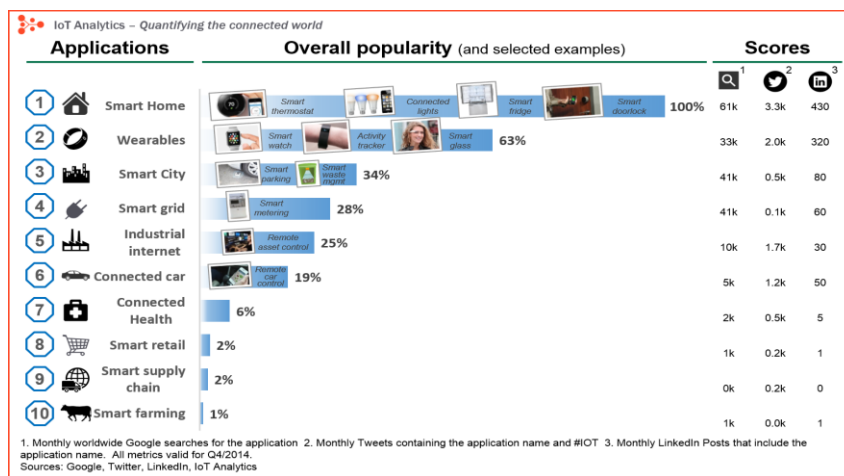 IoT Analytics – Quantifying the connected world
Applications Overall popularity (and selected examples) Scores
1 2 3
1 Smart Home Smart thermostat Connected lights Smart fridge Smart doorlock 100% 61k 3.3k 430
2 Wearables Smart watch Activity tracker Smart glass 63% 33k 2.0k 320
3 Smart City Smart parking Smart waste mgmt 34% 41k 0.5k 80
4 Smart grid Smart metering 28% 41k 0.1k 60
5 Industrial internet Remote asset control 25% 10k 1.7k 30
6 Connected car Remote car control 19% 5k 1.2k 50
7 Connected Health 6% 2k 0.5k 5
8 Smart retail 2% 1k 0.2k 1
9 Smart supply chain 2% 0k 0.2k 0
10 Smart farming 1% 1k 0.0k 1
1. Monthly worldwide Google searches for the application 2. Monthly Tweets containing the application name and #IOT 3. Monthly LinkedIn Posts that include the
application name. All metrics valid for Q4/2014.
Sources: Google, Twitter, LinkedIn, IoT Analytics